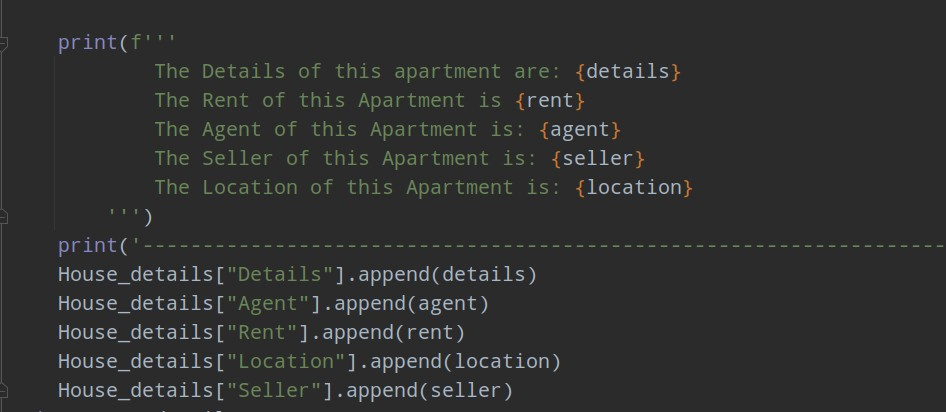 print(f'''
The Details of this apartment are: {details}
The Rent of this Apartment is {rent}
The Agent of this Apartment is: {agent}
The Seller of this Apartment is: {seller}
The Location of this Apartment is: {location}
''')
print('-------------------------------------------------------------------
House_details["Details"].append(details)
House_details["Agent"].append(agent)
House_details["Rent"].append(rent)
House_details["Location"].append(location)
House_details["Seller"].append(seller)